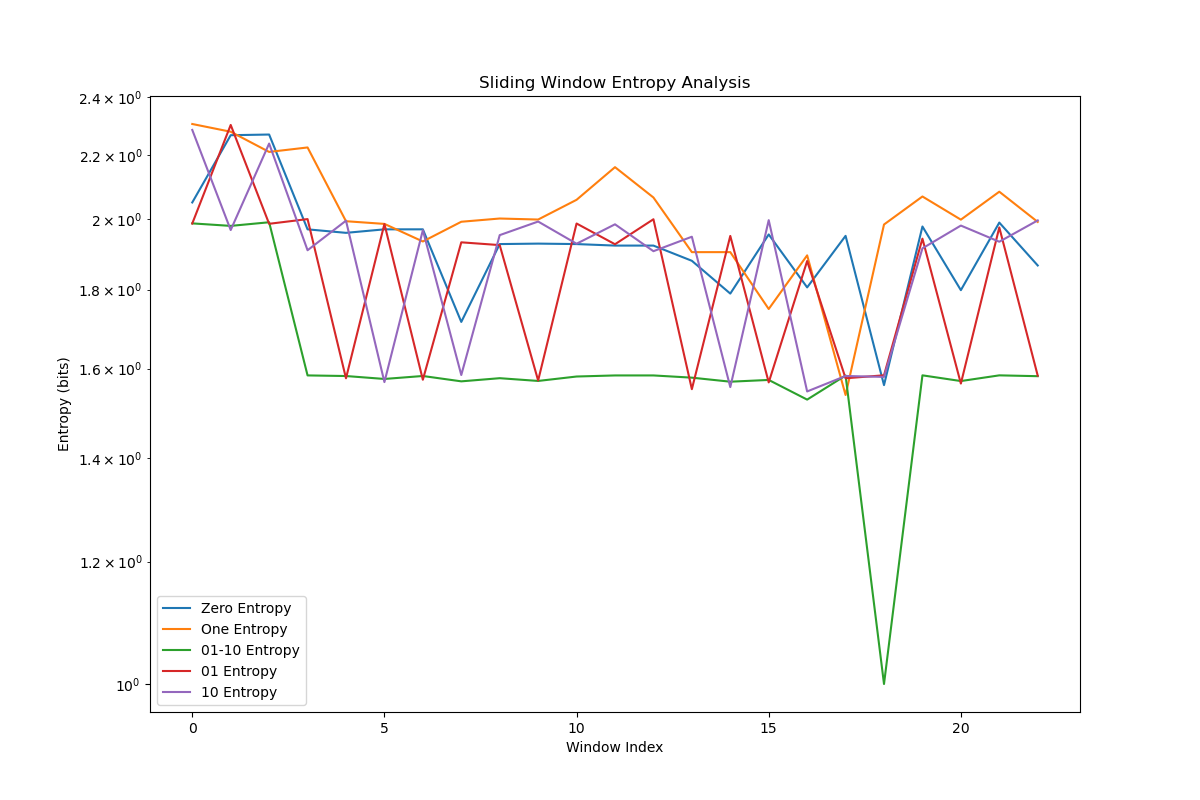 Sliding Window Entropy Analysis
2.4 × 10⁰
2.2 × 10⁰
2 × 10⁰
1.8 × 10⁰
1.6 × 10⁰
1.4 × 10⁰
1.2 × 10⁰
10⁰
Entropy (bits)
Zero Entropy
One Entropy
01-10 Entropy
01 Entropy
10 Entropy
0 5 10 15 20
Window Index